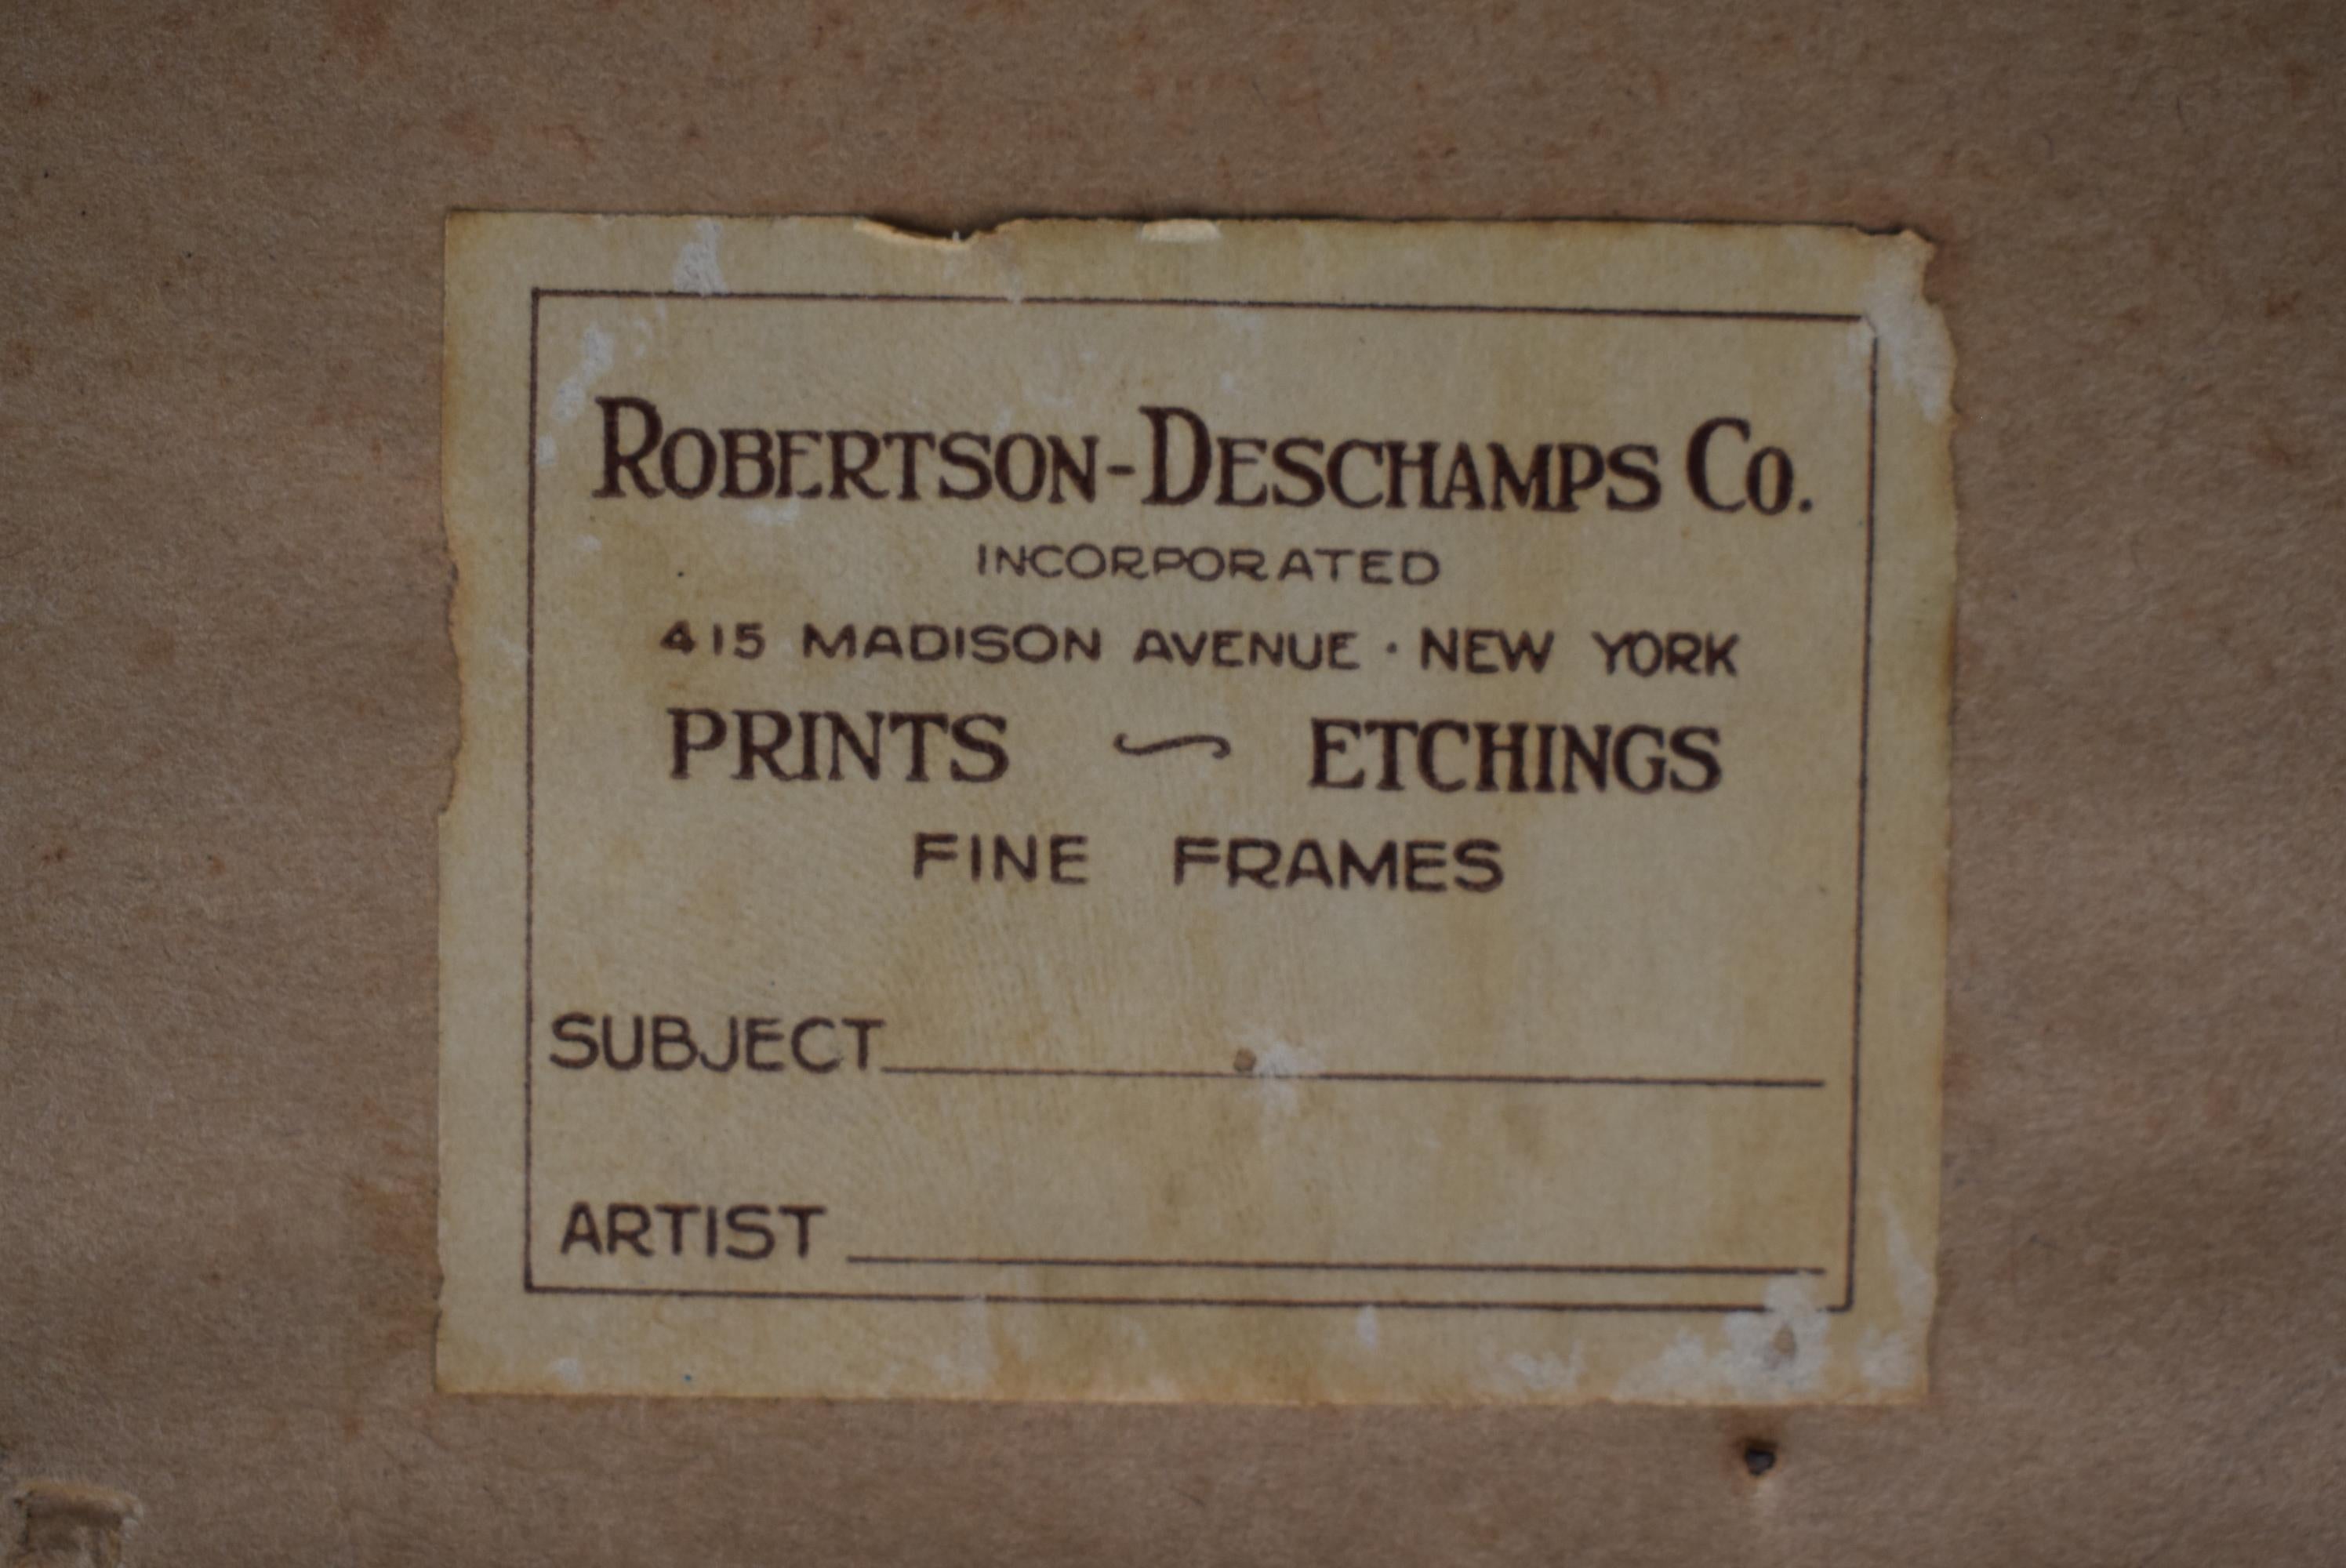 ROBERTSON-DESCHAMPS CO.
INCORPORATED
415 MADISON AVENUE · NEW YORK
PRINTS ~ ETCHINGS
FINE FRAMES
SUBJECT
ARTIST